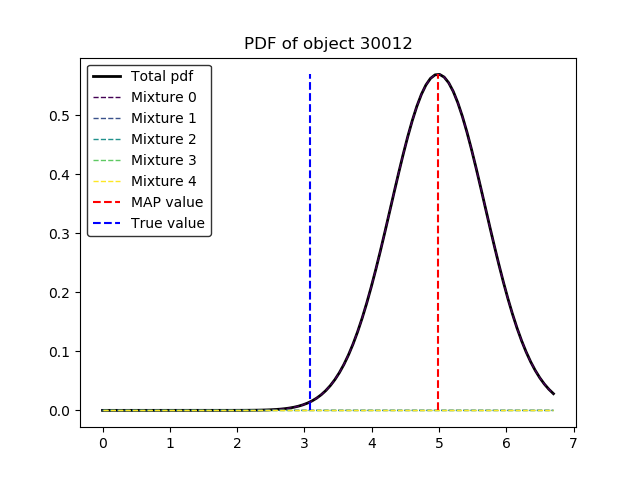 PDF of object 30012
Total pdf
Mixture 0
Mixture 1
Mixture 2
Mixture 3
Mixture 4
MAP value
True value
0.5
0.4
0.3
0.2
0.1
0.0
0 1 2 3 4 5 6 7